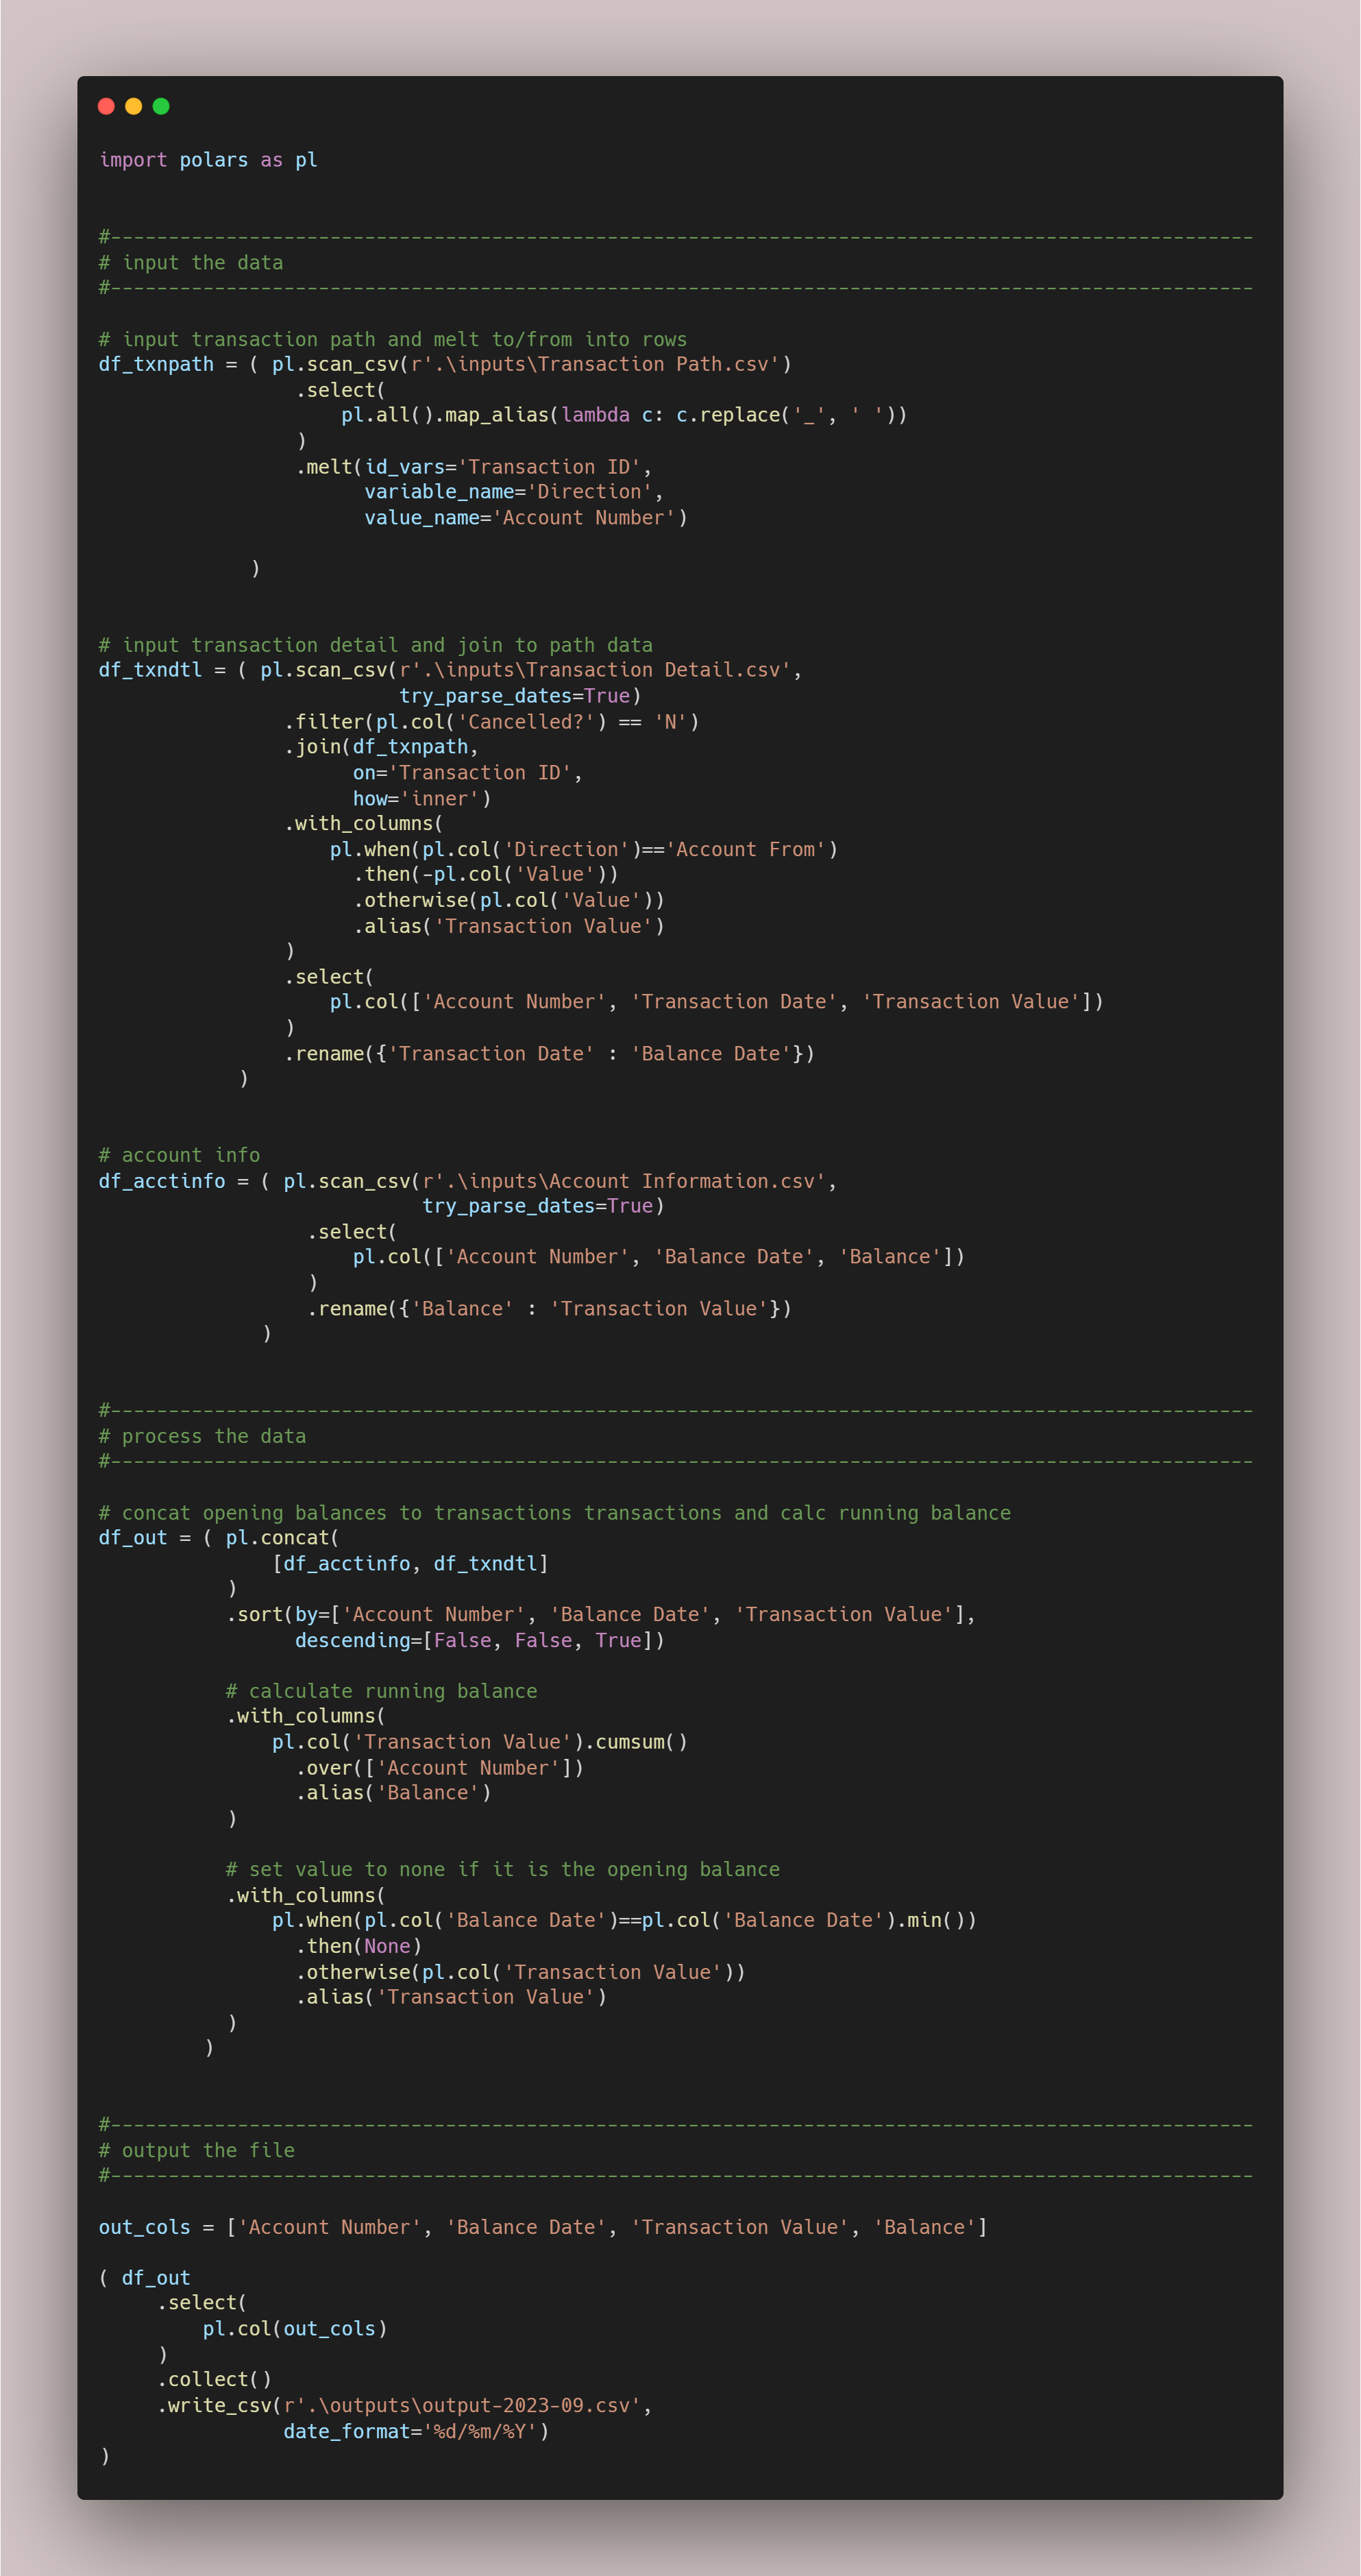 import polars as pl
#---------------------------------------------------------------------------------------------------
# input the data
#---------------------------------------------------------------------------------------------------
# input transaction path and melt to/from into rows
df_txnpath = ( pl.scan_csv(r'.\inputs\Transaction Path.csv')
                 .select(
                     pl.all().map_alias(lambda c: c.replace('_', ' '))
                 )
                 .melt(id_vars='Transaction ID',
                       variable_name='Direction',
                       value_name='Account Number')
             )
# input transaction detail and join to path data
df_txndtl = ( pl.scan_csv(r'.\inputs\Transaction Detail.csv',
                          try_parse_dates=True)
                .filter(pl.col('Cancelled?') == 'N')
                .join(df_txnpath,
                      on='Transaction ID',
                      how='inner')
                .with_columns(
                    pl.when(pl.col('Direction')=='Account From')
                      .then(-pl.col('Value'))
                      .otherwise(pl.col('Value'))
                      .alias('Transaction Value')
                )
                .select(
                    pl.col(['Account Number', 'Transaction Date', 'Transaction Value'])
                )
                .rename({'Transaction Date' : 'Balance Date'})
            )
# account info
df_acctinfo = ( pl.scan_csv(r'.\inputs\Account Information.csv',
                            try_parse_dates=True)
                  .select(
                      pl.col(['Account Number', 'Balance Date', 'Balance'])
                  )
                  .rename({'Balance' : 'Transaction Value'})
              )
#---------------------------------------------------------------------------------------------------
# process the data
#---------------------------------------------------------------------------------------------------
# concat opening balances to transactions transactions and calc running balance
df_out = ( pl.concat(
               [df_acctinfo, df_txndtl]
           )
           .sort(by=['Account Number', 'Balance Date', 'Transaction Value'],
                 descending=[False, False, True])
           # calculate running balance
           .with_columns(
               pl.col('Transaction Value').cumsum()
                 .over(['Account Number'])
                 .alias('Balance')
           )
           # set value to none if it is the opening balance
           .with_columns(
               pl.when(pl.col('Balance Date')==pl.col('Balance Date').min())
                 .then(None)
                 .otherwise(pl.col('Transaction Value'))
                 .alias('Transaction Value')
           )
         )
#---------------------------------------------------------------------------------------------------
# output the file
#---------------------------------------------------------------------------------------------------
out_cols = ['Account Number', 'Balance Date', 'Transaction Value', 'Balance']
( df_out
     .select(
         pl.col(out_cols)
     )
     .collect()
     .write_csv(r'.\outputs\output-2023-09.csv',
                date_format='%d/%m/%Y')
)